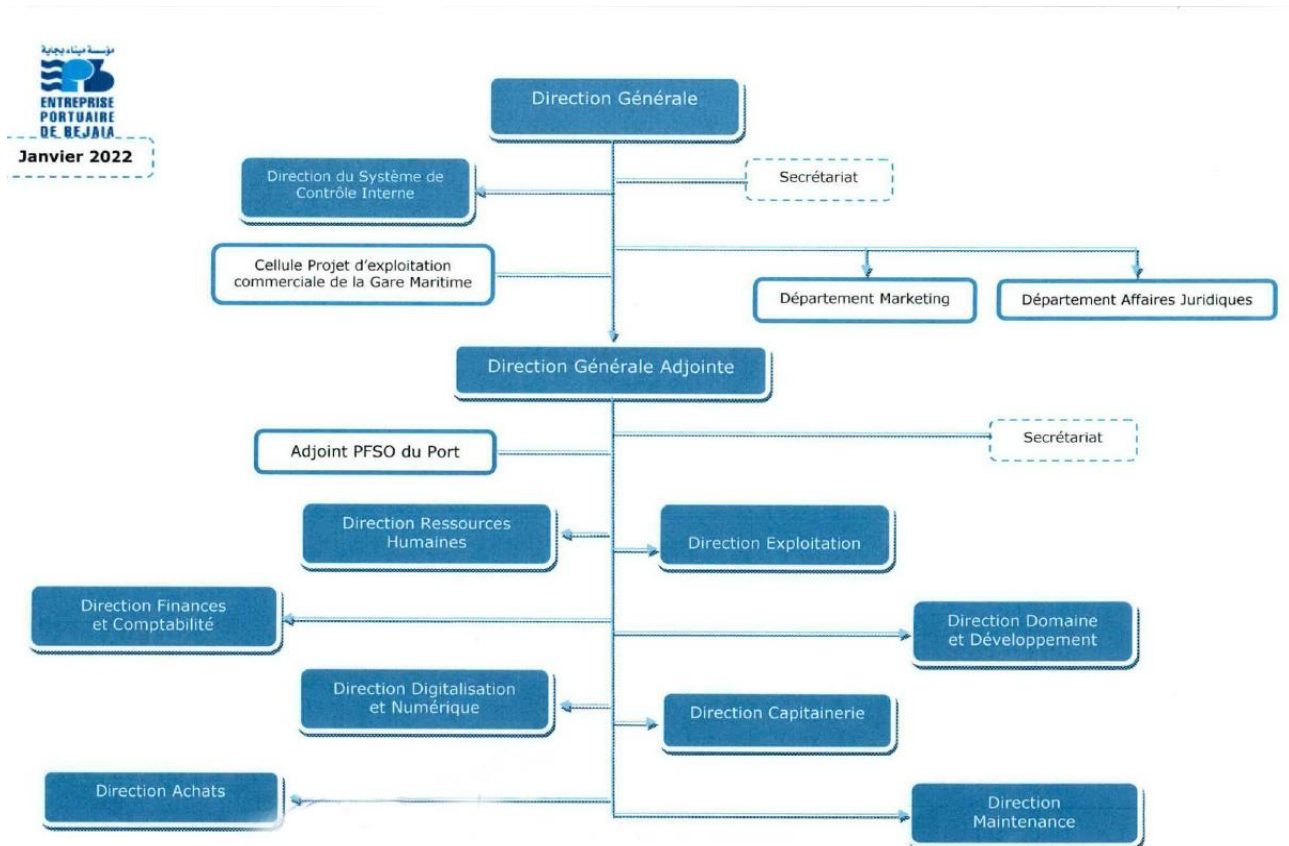 مؤسسة ميناء بجاية
ENTREPRISE
PORTUAIRE
DE BEJAIA
Janvier 2022
Direction Générale
Direction du Système de
Contrôle Interne
Secrétariat
Cellule Projet d'exploitation
commerciale de la Gare Maritime
Département Marketing
Département Affaires Juridiques
Direction Générale Adjointe
Adjoint PFSO du Port
Secrétariat
Direction Ressources
Humaines
Direction Exploitation
Direction Finances
et Comptabilité
Direction Domaine
et Développement
Direction Digitalisation
et Numérique
Direction Capitainerie
Direction Achats
Direction
Maintenance